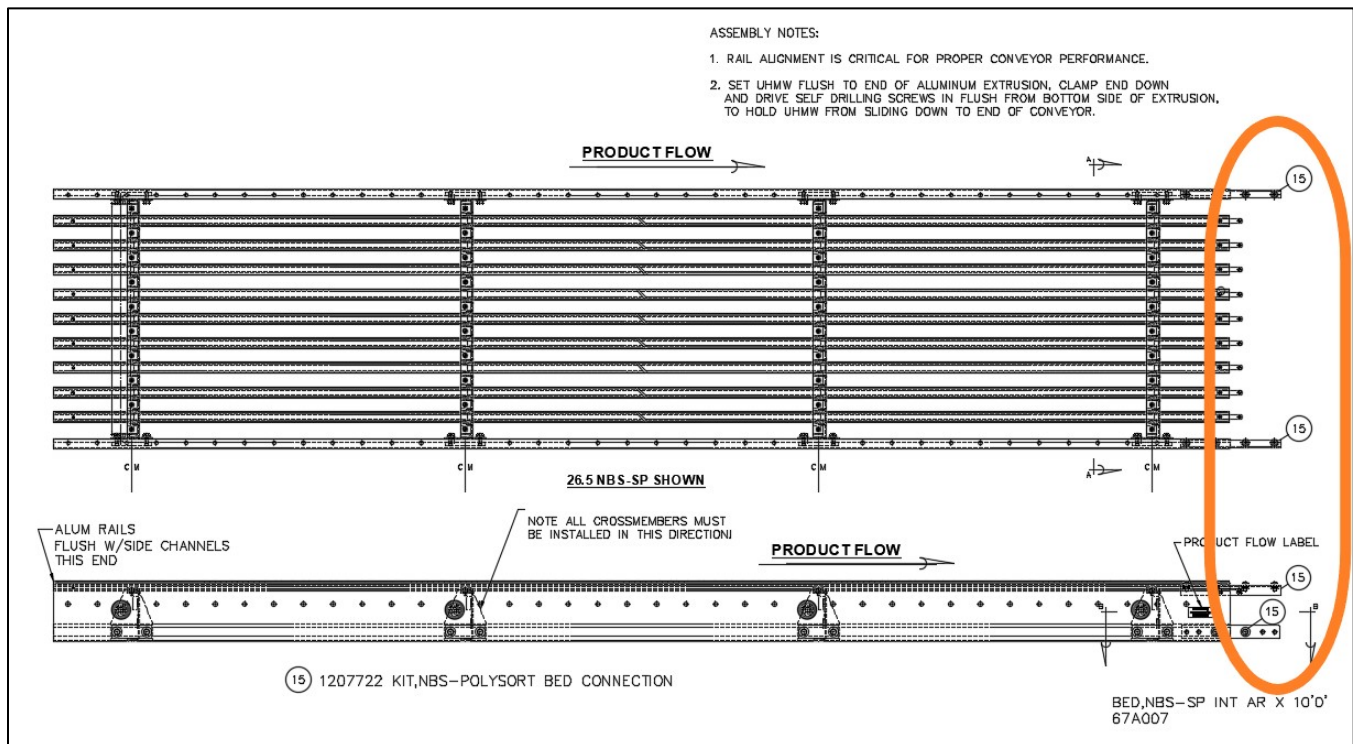 ASSEMBLY NOTES:
1. RAIL ALIGNMENT IS CRITICAL FOR PROPER CONVEYOR PERFORMANCE.
2. SET UHMW FLUSH TO END OF ALUMINUM EXTRUSION, CLAMP END DOWN
AND DRIVE SELF DRILLING SCREWS IN FLUSH FROM BOTTOM SIDE OF EXTRUSION,
TO HOLD UHMW FROM SLIDING DOWN TO END OF CONVEYOR.
PRODUCT FLOW
A
15
15
C M
C M
C M
C M
A
26.5 NBS-SP SHOWN
ALUM RAILS
FLUSH W/SIDE CHANNELS
THIS END
NOTE ALL CROSSMEMBERS MUST
BE INSTALLED IN THIS DIRECTION
PRODUCT FLOW
PRODUCT FLOW LABEL
15
15
15 1207722 KIT,NBS-POLYSORT BED CONNECTION
BED,NBS-SP INT AR X 10'0"
67A007